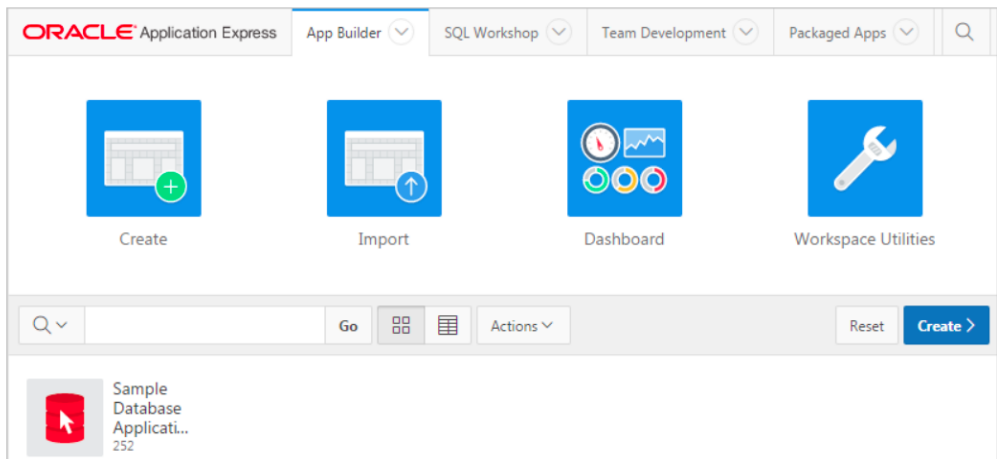 ORACLE Application Express App Builder SQL Workshop Team Development Packaged Apps
Create Import Dashboard Workspace Utilities
Go Actions Reset Create
Sample
Database
Applicati...
252